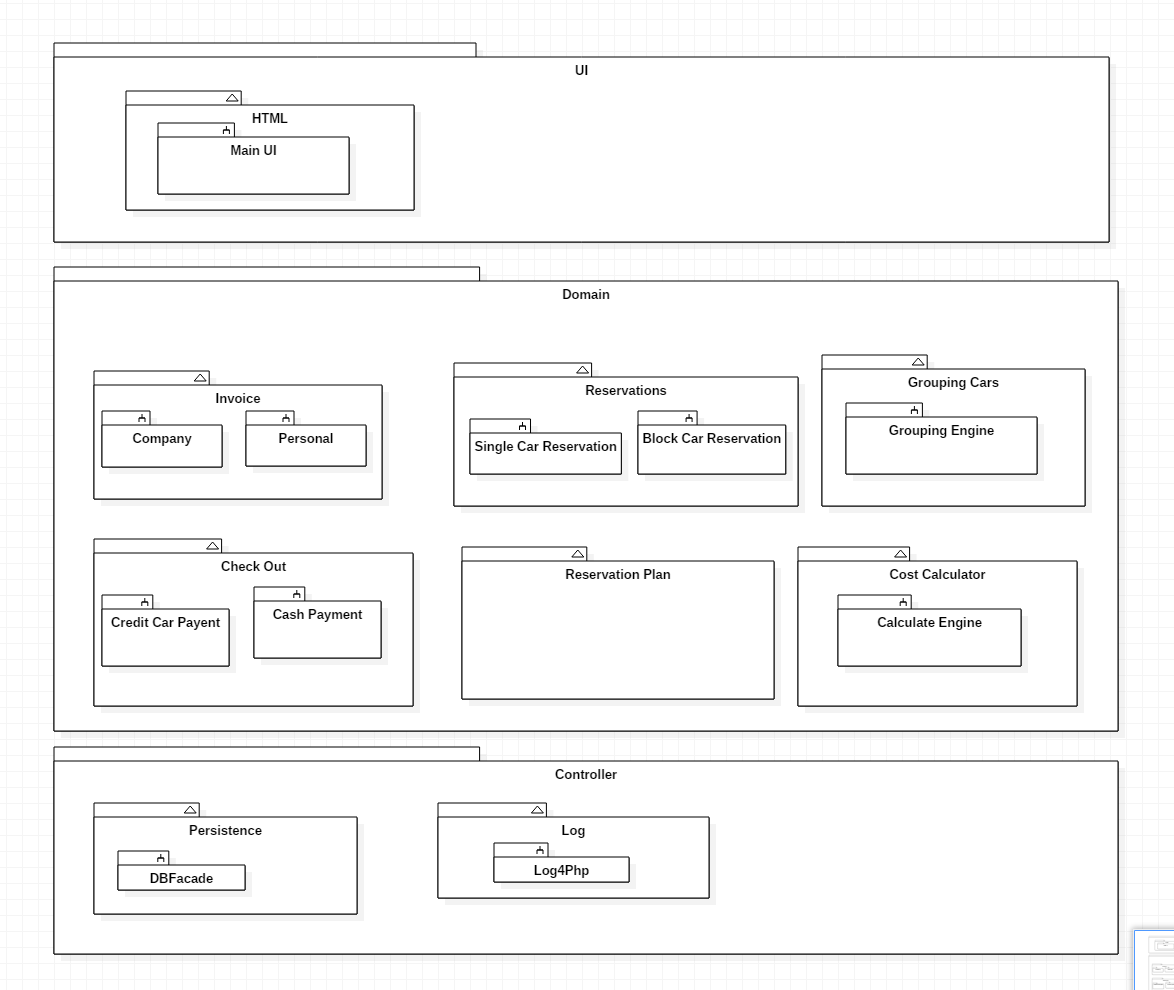 UI
HTML
Main UI
Domain
Invoice
Company
Personal
Reservations
Single Car Reservation
Block Car Reservation
Grouping Cars
Grouping Engine
Check Out
Credit Car Payent
Cash Payment
Reservation Plan
Cost Calculator
Calculate Engine
Controller
Persistence
DBFacade
Log
Log4Php